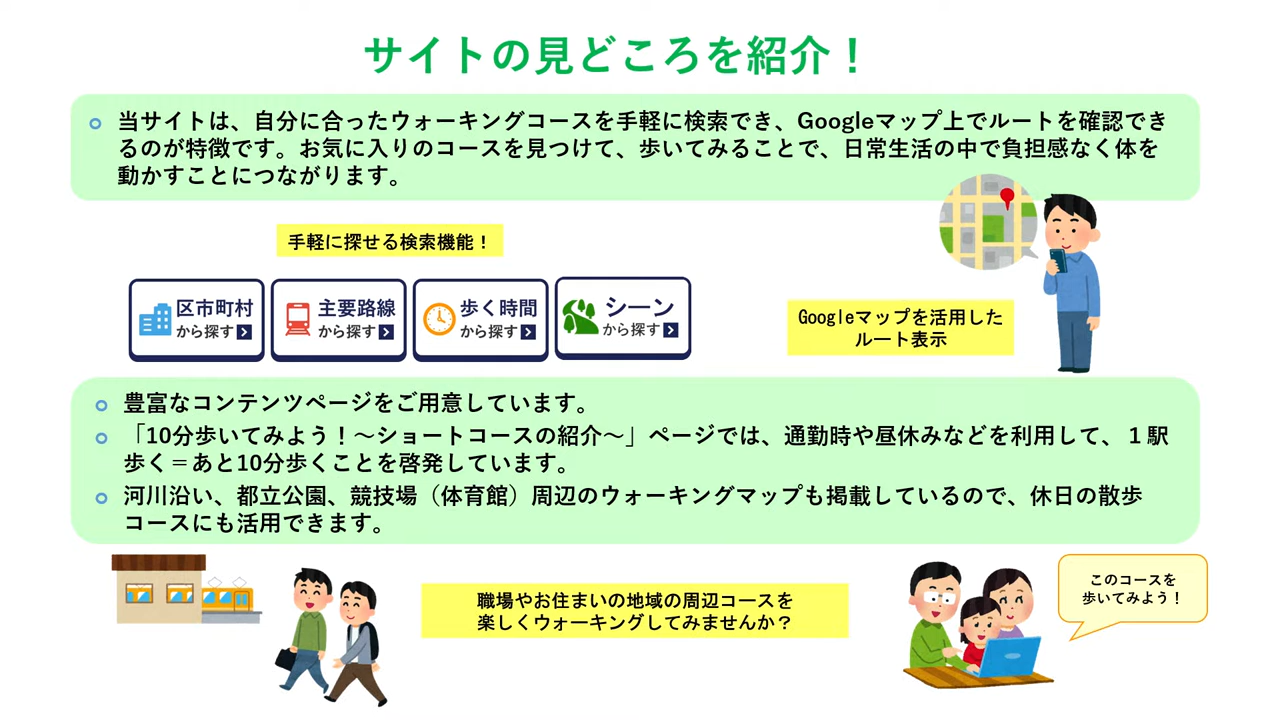 サイトの見どころを紹介！
当サイトは、自分に合ったウォーキングコースを手軽に検索でき、Googleマップ上でルートを確認でき
るのが特徴です。お気に入りのコースを見つけて、歩いてみることで、日常生活の中で負担感なく体を
動かすことにつながります。
手軽に探せる検索機能！
区市町村
から探す
主要路線
から探す
歩く時間
から探す
シーン
から探す
Googleマップを活用した
ルート表示
豊富なコンテンツページをご用意しています。
「10分歩いてみよう！～ショートコースの紹介～」ページでは、通勤時や昼休みなどを利用して、１駅
歩く＝あと10分歩くことを啓発しています。
河川沿い、都立公園、競技場（体育館）周辺のウォーキングマップも掲載しているので、休日の散歩
コースにも活用できます。
職場やお住まいの地域の周辺コースを
楽しくウォーキングしてみませんか？
このコースを
歩いてみよう！